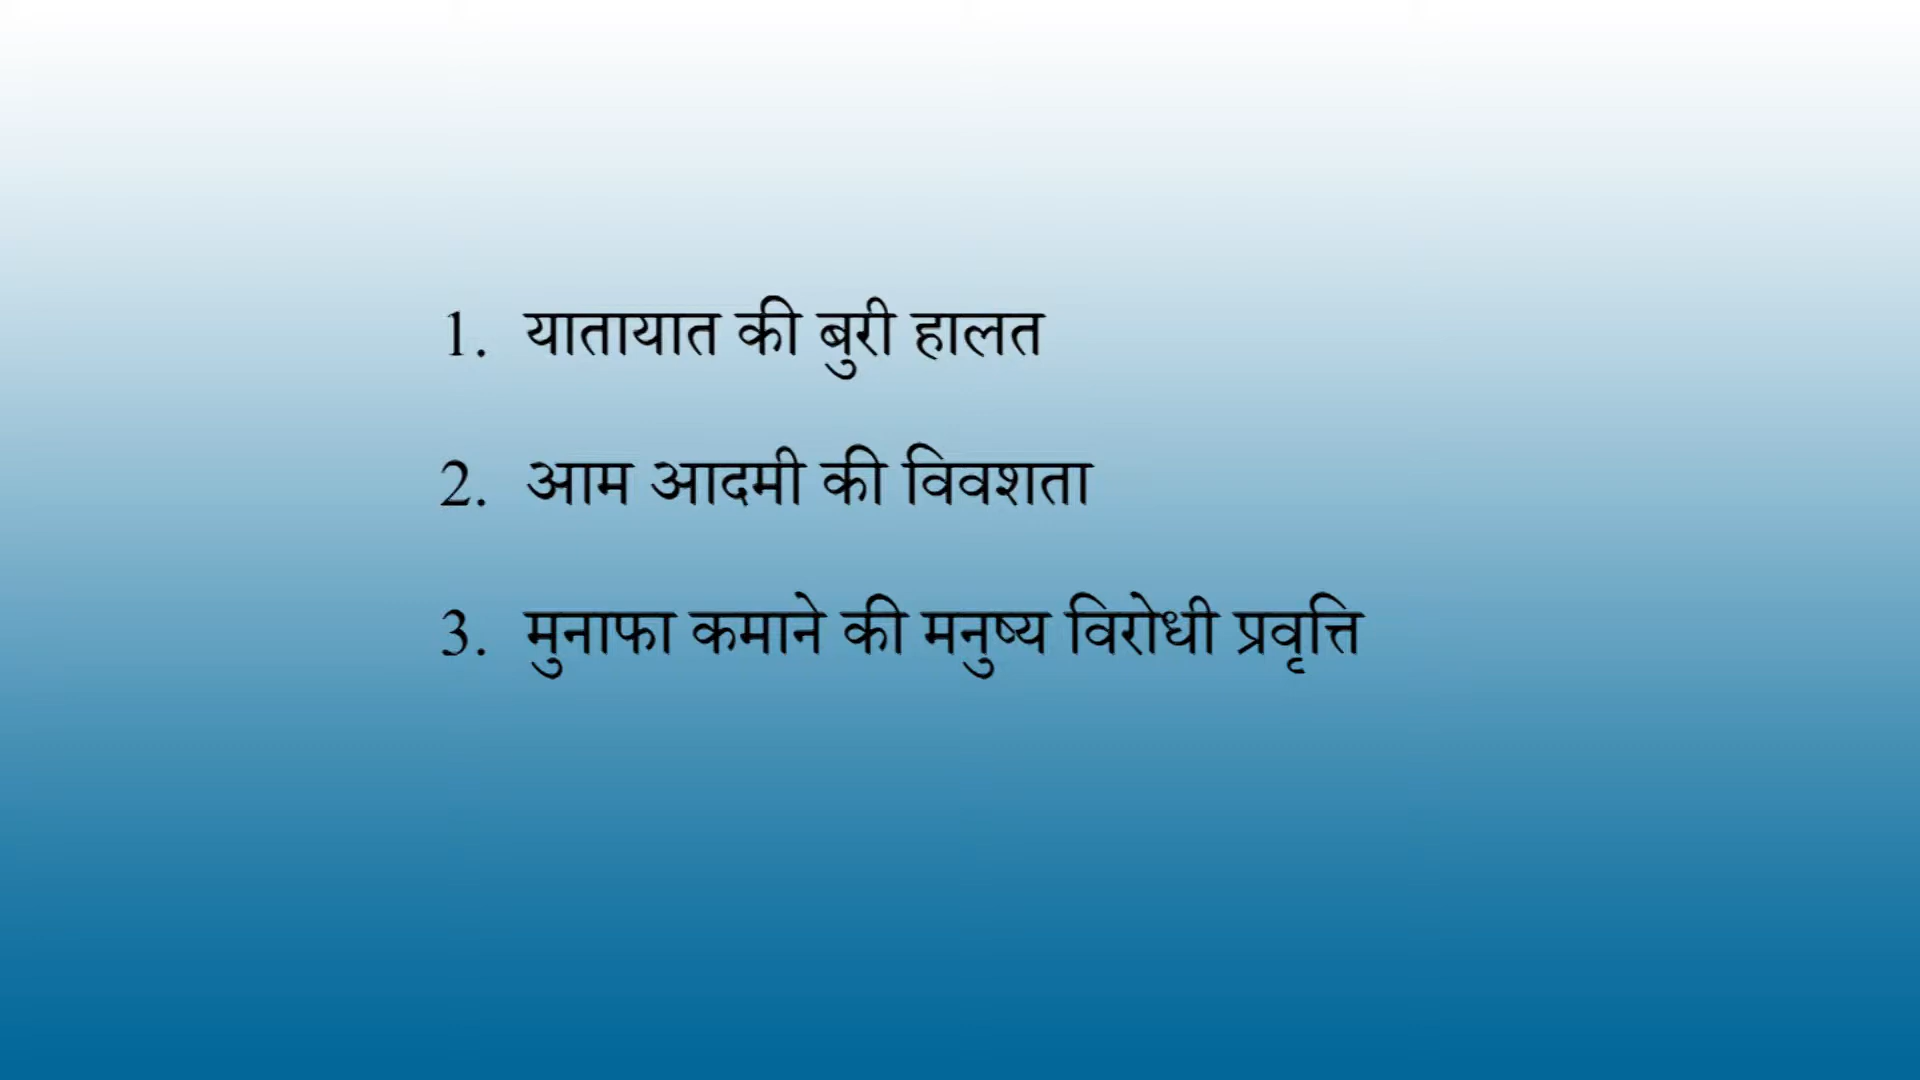 1. यातायात की बुरी हालत
2. आम आदमी की विवशता
3. मुनाफा कमाने की मनुष्य विरोधी प्रवृत्ति